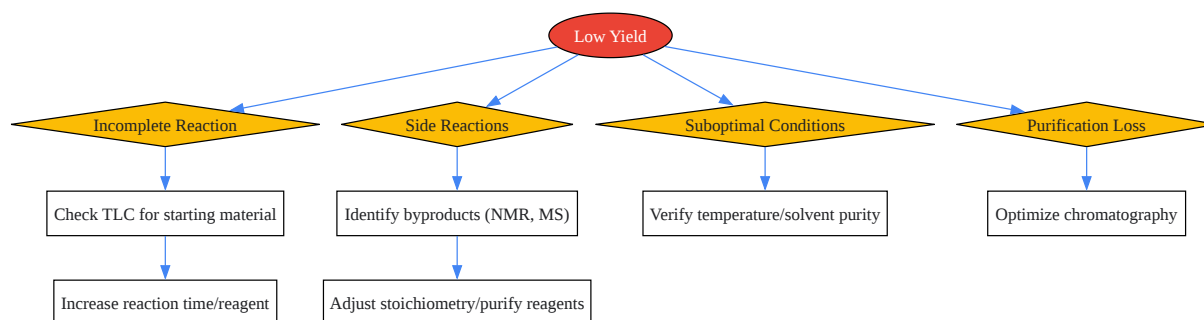 Low Yield
Incomplete Reaction
Side Reactions
Suboptimal Conditions
Purification Loss
Check TLC for starting material
Identify byproducts (NMR, MS)
Verify temperature/solvent purity
Optimize chromatography
Increase reaction time/reagent
Adjust stoichiometry/purify reagents